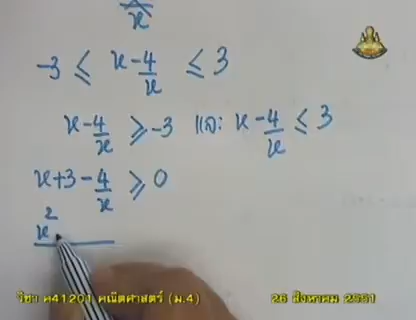 x
-3 ≤ x - 4/x ≤ 3
x - 4/x ≥ -3 และ x - 4/x ≤ 3
x + 3 - 4/x ≥ 0
x²
วิชา ค41201 คณิตศาสตร์ (ม.4) 26 สิงหาคม 2551